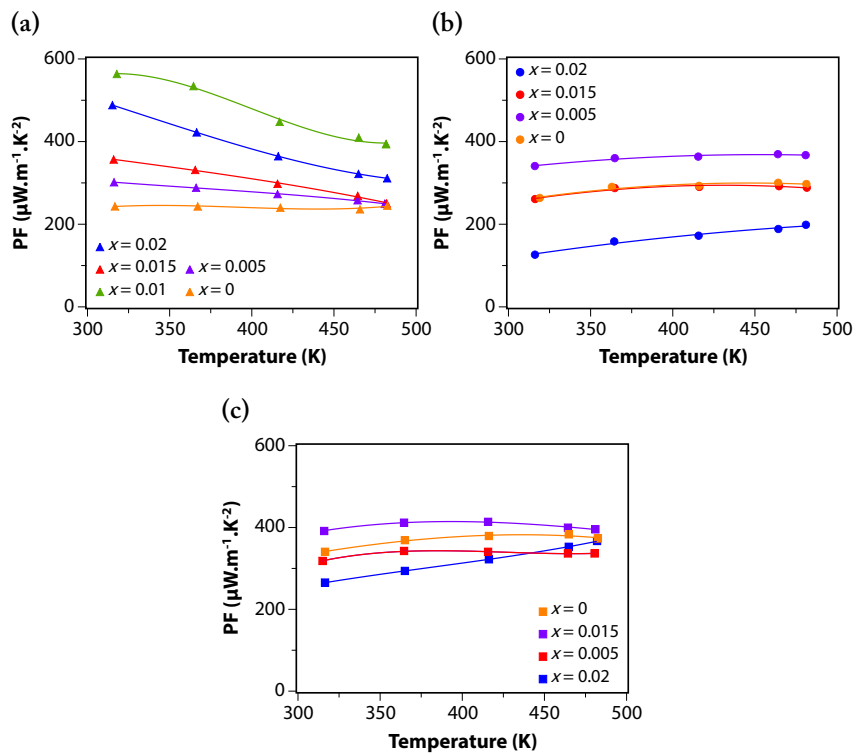 (a)
600
400
200
0
PF (μW.m⁻¹.K⁻²)
x = 0.02
x = 0.015
x = 0.005
x = 0.01
x = 0
300
350
400
450
500
Temperature (K)
(b)
600
400
200
0
PF (μW.m⁻¹.K⁻²)
x = 0.02
x = 0.015
x = 0.005
x = 0
300
350
400
450
500
Temperature (K)
(c)
600
400
200
0
PF (μW.m⁻¹.K⁻²)
x = 0
x = 0.015
x = 0.005
x = 0.02
300
350
400
450
500
Temperature (K)